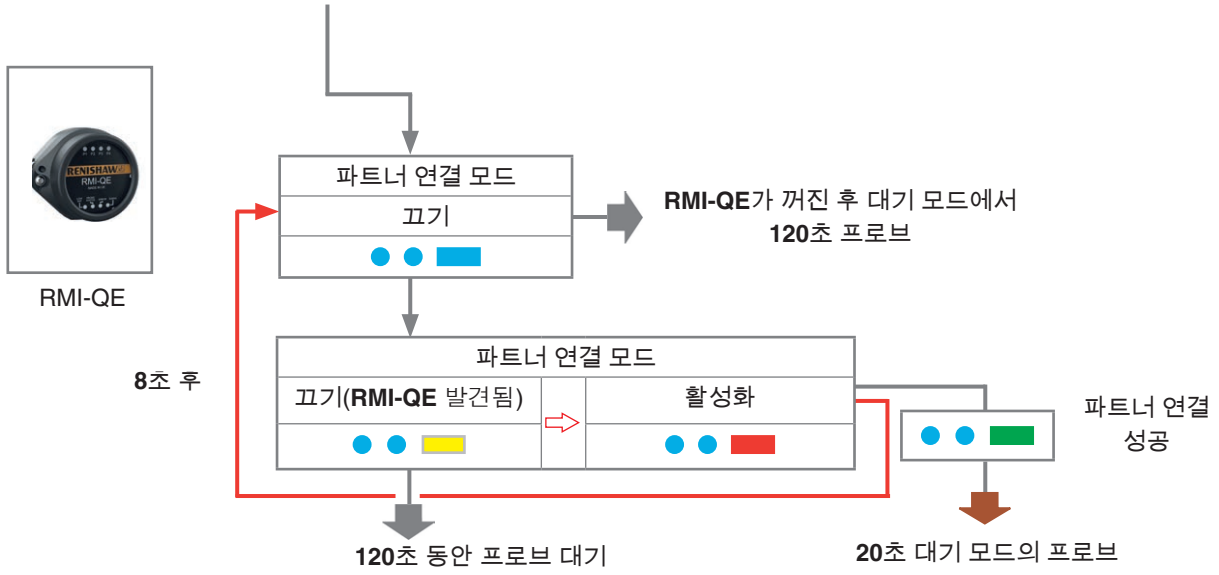 파트너 연결 모드
끄기
RMI-QE가 꺼진 후 대기 모드에서
120초 프로브
RENISHAW
RMI-QE
RMI-QE
파트너 연결 모드
8초 후
끄기(RMI-QE 발견됨)
활성화
파트너 연결
성공
120초 동안 프로브 대기
20초 대기 모드의 프로브